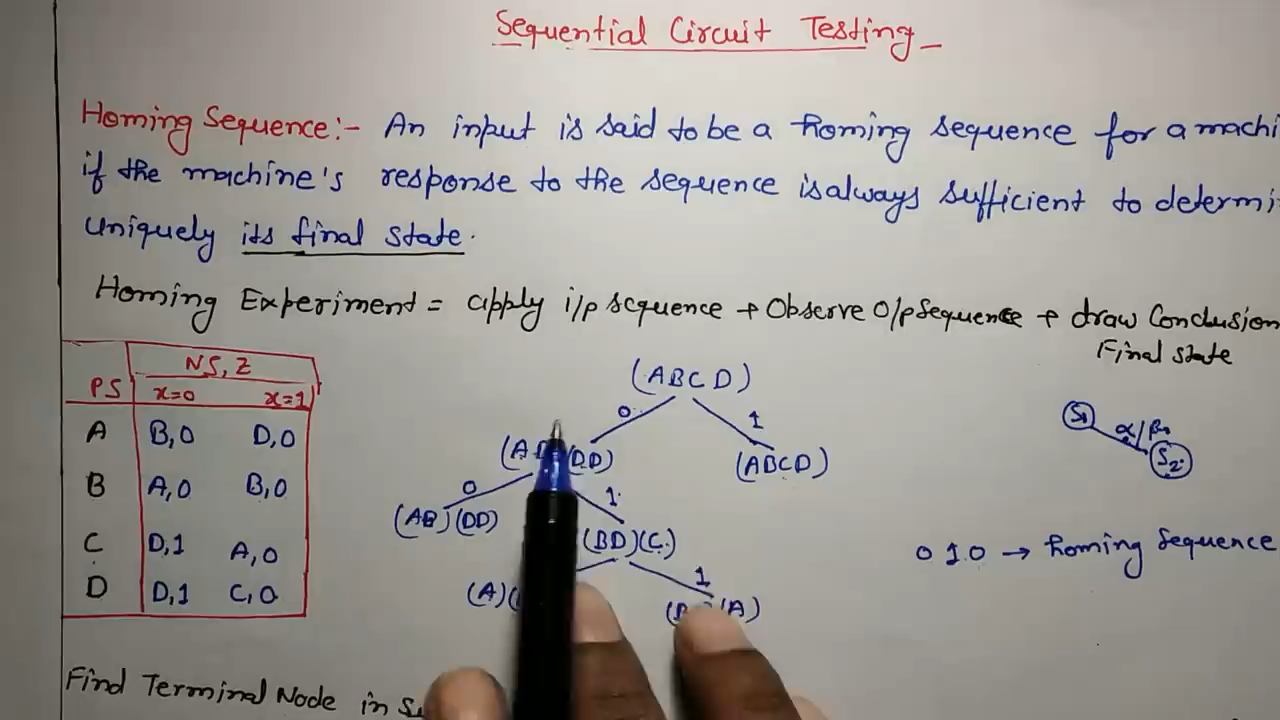 Sequential Circuit Testing
Homing Sequence:- An input is said to be a homing sequence for a machi
if the machine's response to the sequence is always sufficient to determi
uniquely its final state.
Homing Experiment = apply i/p sequence + Observe O/p Sequence + draw Conclusion
Final state
PS NS, Z
x=0 x=1
A B,0 D,0
B A,0 B,0
C D,1 A,0
D D,1 C,0
(ABCD)
0 1
(DD) (ABCD)
0 1
(AB)(DD) (BD)(C)
1
(A) (A)
S1 S2
0 1 0 → homing Sequence
Find Terminal Node in